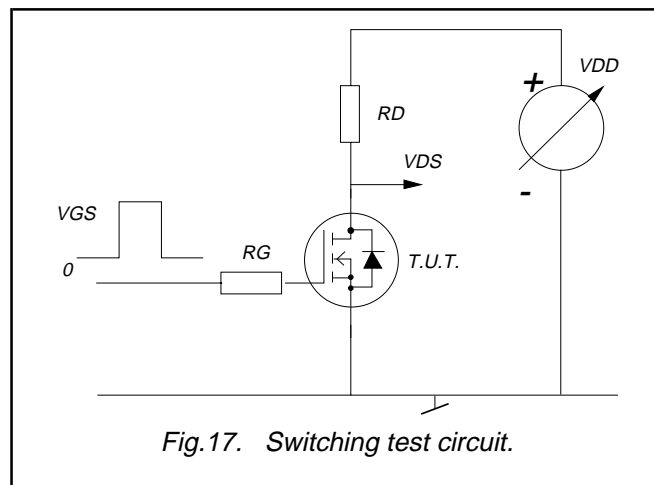 +
VDD
RD
VDS
-
VGS
RG
T.U.T.
0
Fig.17. Switching test circuit.